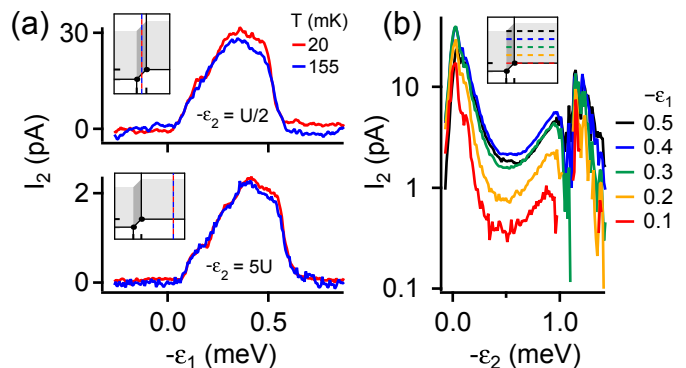 (a)
T (mK)
20
155
30
0
I₂ (pA)
-ε₂ = U/2
2
0
I₂ (pA)
-ε₂ = 5U
0.0
0.5
-ε₁ (meV)
(b)
10
1
0.1
I₂ (pA)
−ε₁
0.5
0.4
0.3
0.2
0.1
0.0
1.0
-ε₂ (meV)